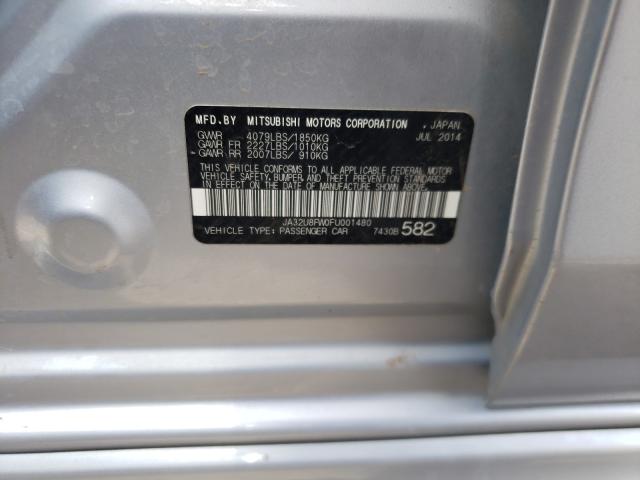 MFD.BY MITSUBISHI MOTORS CORPORATION , JAPAN
GVWR 4079LBS/1850KG JUL 2014
GAWR FR 2227LBS/1010KG
GAWR RR 2007LBS/ 910KG
THIS VEHICLE CONFORMS TO ALL APPLICABLE FEDERAL MOTOR
VEHICLE SAFETY,BUMPER, AND THEFT PREVENTION STANDARDS
IN EFFECT ON THE DATE OF MANUFACTURE SHOWN ABOVE.
JA32U8FW0FU001480
VEHICLE TYPE: PASSENGER CAR 7430B 582